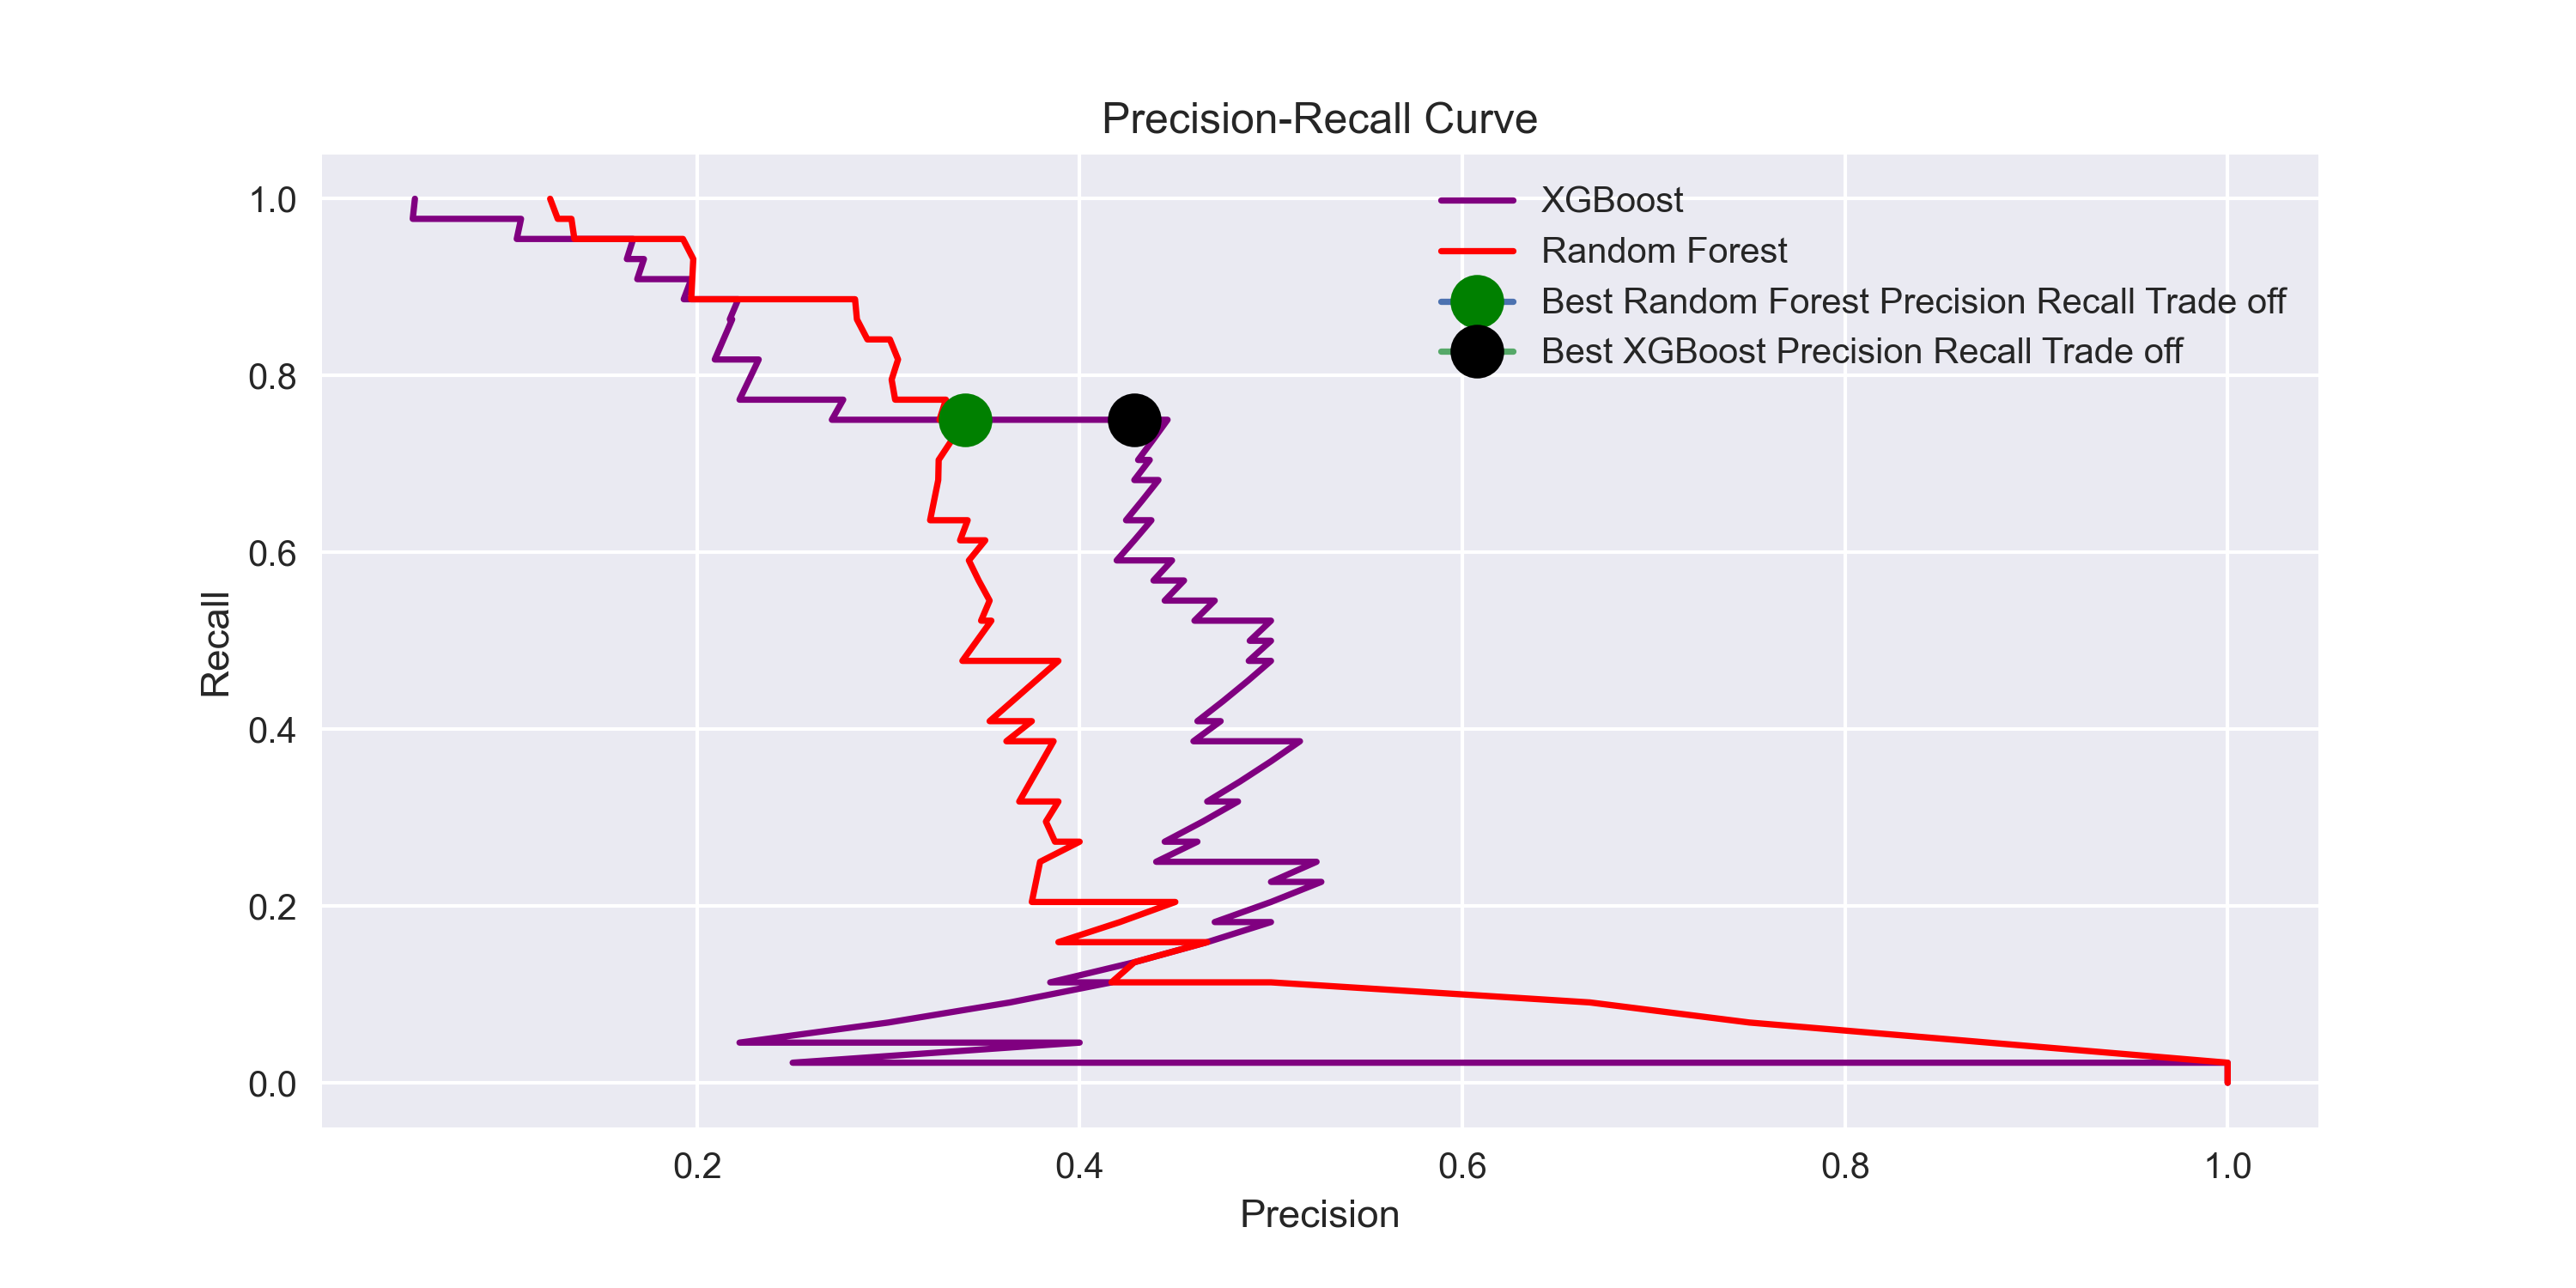 Precision-Recall Curve
XGBoost
Random Forest
Best Random Forest Precision Recall Trade off
Best XGBoost Precision Recall Trade off
1.0
0.8
0.6
0.4
0.2
0.0
Recall
0.2 0.4 0.6 0.8 1.0
Precision